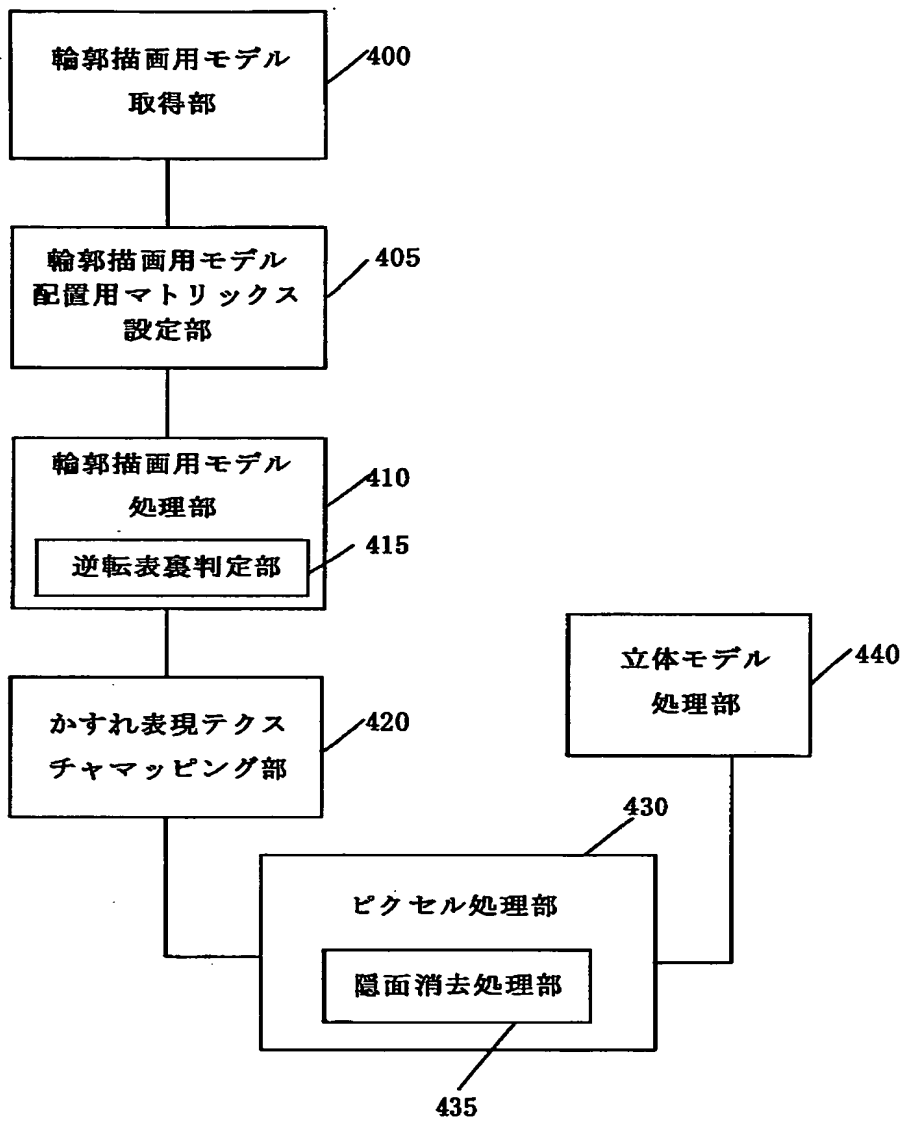 輪郭描画用モデル
取得部
400
輪郭描画用モデル
配置用マトリックス
設定部
405
輪郭描画用モデル
処理部
410
逆転表裏判定部
415
かすれ表現テクス
チャマッピング部
420
立体モデル
処理部
440
430
ピクセル処理部
隠面消去処理部
435